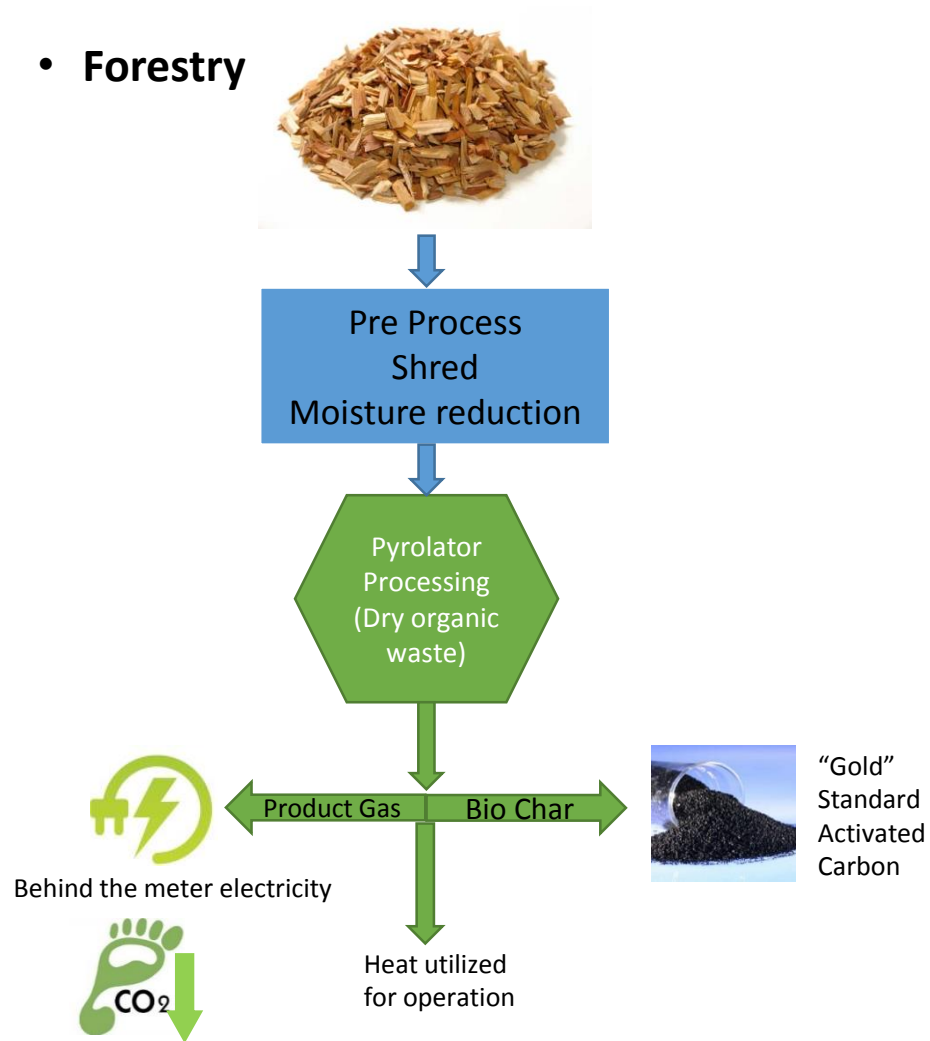 • Forestry
Pre Process
Shred
Moisture reduction
Pyrolator
Processing
(Dry organic
waste)
Product Gas
Bio Char
“Gold”
Standard
Activated
Carbon
Behind the meter electricity
CO2
Heat utilized
for operation